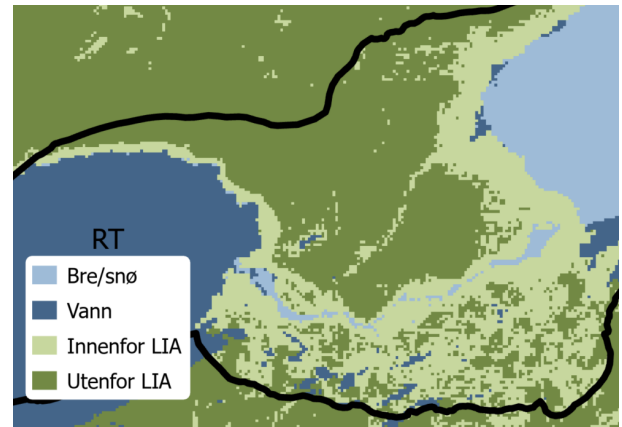 RT
Bre/snø
Vann
Innenfor LIA
Utenfor LIA